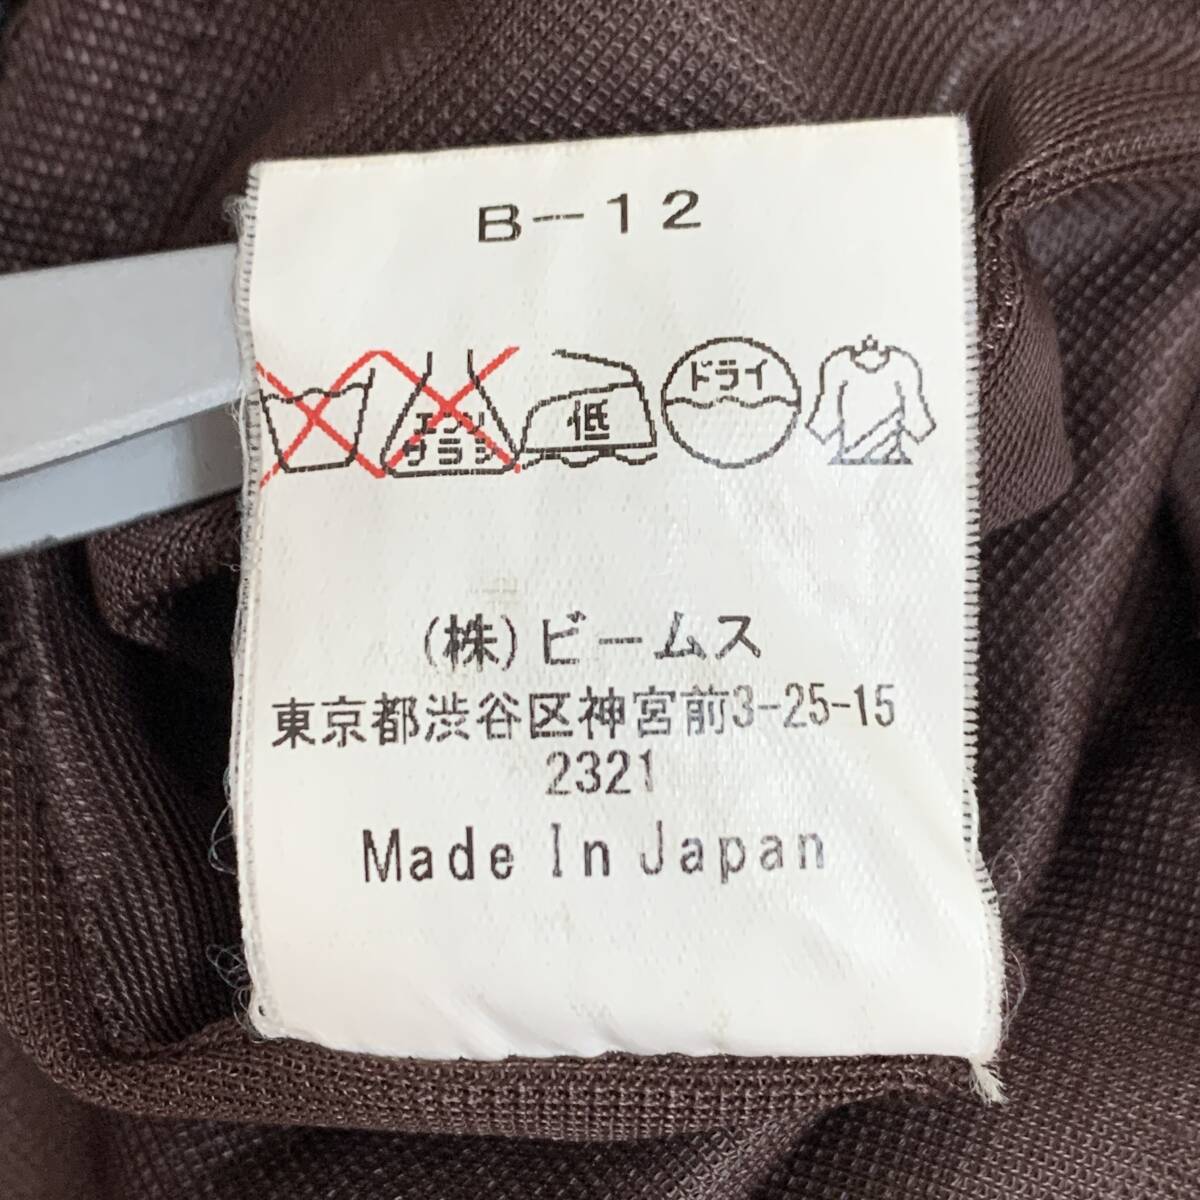 B-12
エンソ
サラシ
低
ドライ
(株)ビームス
東京都渋谷区神宮前3-25-15
2321
Made In Japan